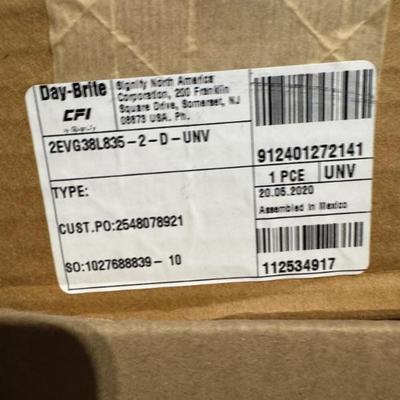 Day-Brite
CFI
by Signify
Signify North America
Corporation, 200 Franklin
Square Drive, Somerset, NJ
08873 USA. Ph.
2EVG38L835-2-D-UNV
912401272141
1 PCE
UNV
20.05.2020
Assembled in Mexico
TYPE:
CUST.PO:2548078921
SO:1027688839- 10
112534917